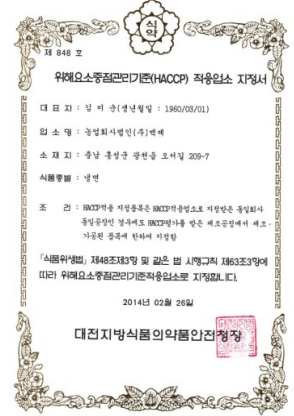 식약
제 848 호
위해요소중점관리기준(HACCP) 적용업소 지정서
대 표 자 : 김 미 순(생년월일 : 1960/03/01)
업 소 명 : 농업회사법인(주)백제
소 재 지 : 충남 홍성군 광천읍 오서길 209-7
식품종별 : 냉면
조 건 : HACCP적용 지정품목은 HACCP적용업소로 지정받은 동일회사
동일공장인 경우에도 HACCP평가를 받은 제조공정에서 제조·
가공된 품목에 한하여 지정함
「식품위생법」 제48조제3항 및 같은 법 시행규칙 제63조3항에
따라 위해요소중점관리기준적용업소로 지정합니다.
2014년 02월 26일
대전지방식품의약품안전청장